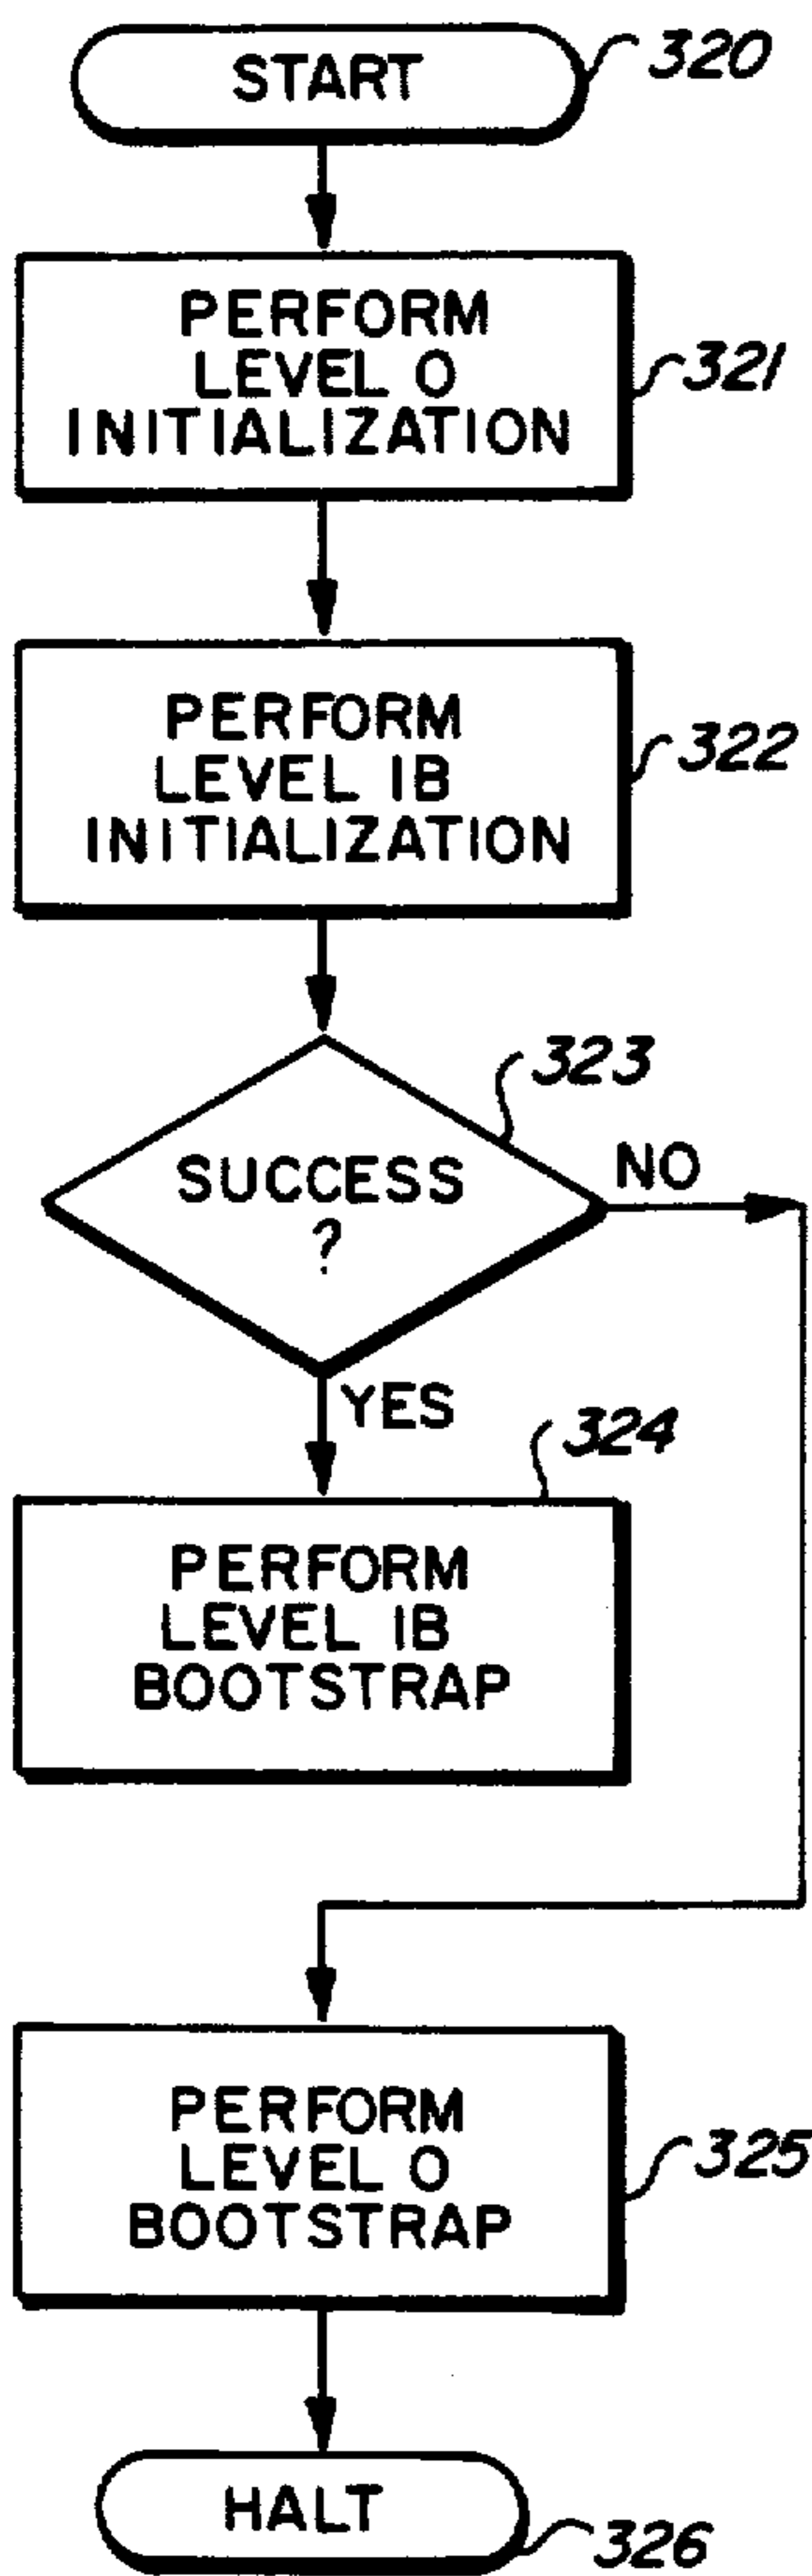 START
320
PERFORM
LEVEL 0
INITIALIZATION
321
PERFORM
LEVEL 1B
INITIALIZATION
322
323
SUCCESS
?
NO
YES
324
PERFORM
LEVEL 1B
BOOTSTRAP
PERFORM
LEVEL 0
BOOTSTRAP
325
HALT
326